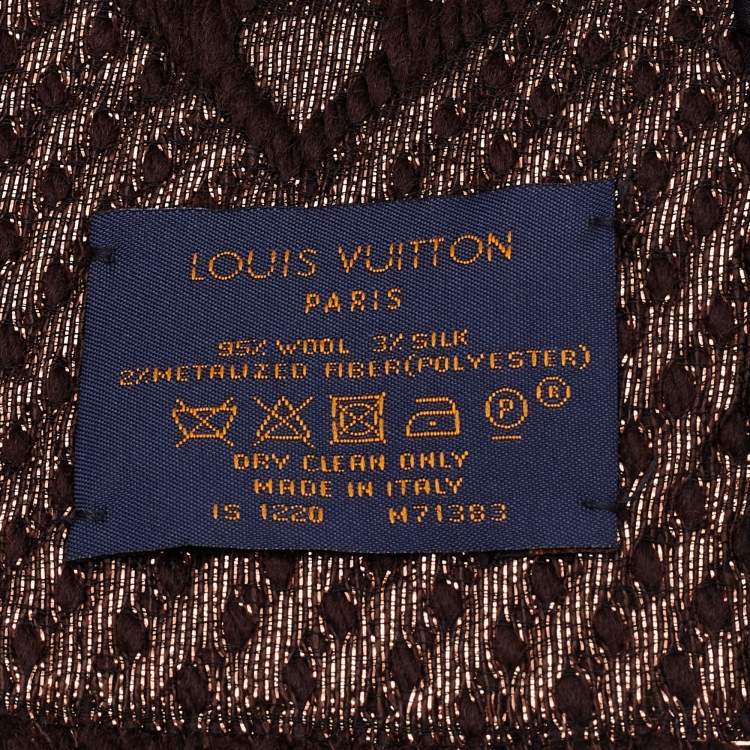 LOUIS VUITTON
PARIS
95% WOOL 3% SILK
2%METALIZED FIBER(POLYESTER)
P ®
DRY CLEAN ONLY
MADE IN ITALY
IS 1220 M71383